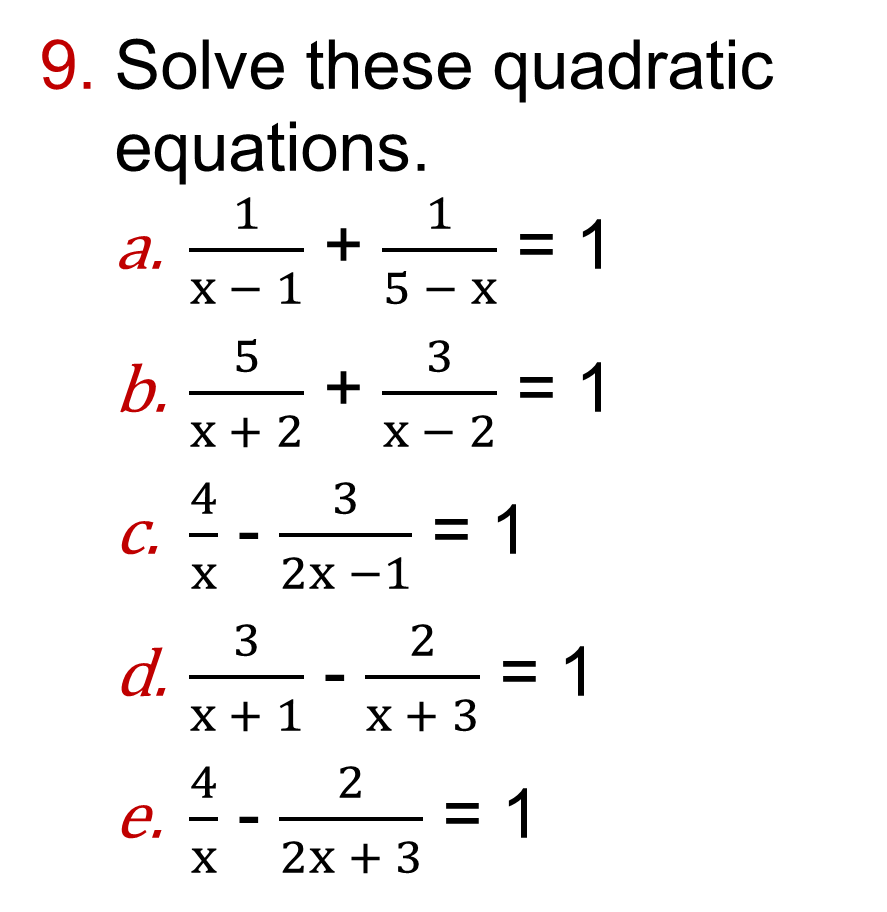 9. Solve these quadratic
equations.
a. 1/(x − 1) + 1/(5 − x) = 1
b. 5/(x + 2) + 3/(x − 2) = 1
c. 4/x - 3/(2x −1) = 1
d. 3/(x + 1) - 2/(x + 3) = 1
e. 4/x - 2/(2x + 3) = 1